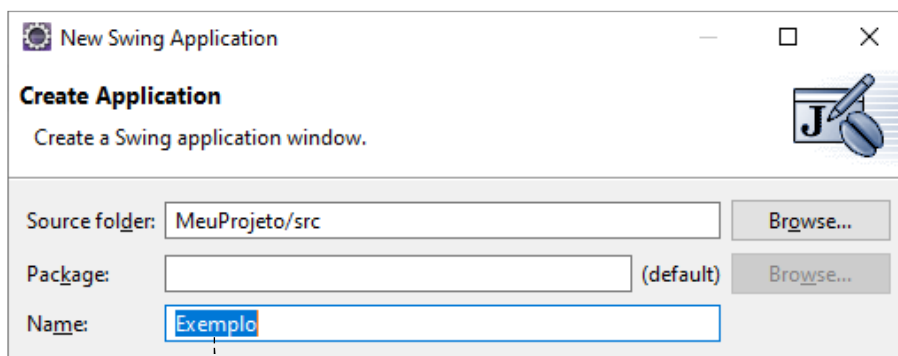 New Swing Application
Create Application
Create a Swing application window.
J
Source folder: MeuProjeto/src Browse...
Package: (default) Browse...
Name: Exemplo